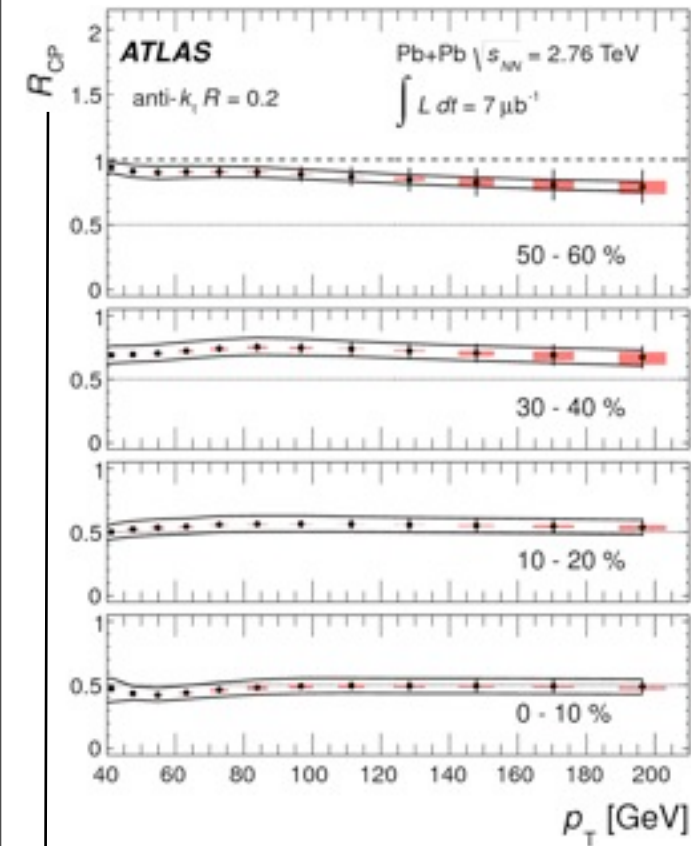 2
ATLAS
Pb+Pb √s_NN = 2.76 TeV
R_CP
1.5
anti-k_t R = 0.2
∫ L dt = 7 μb⁻¹
1
0.5
50 - 60 %
0
1
0.5
30 - 40 %
0
1
0.5
10 - 20 %
0
1
0.5
0 - 10 %
0
40 60 80 100 120 140 160 180 200
p_T [GeV]